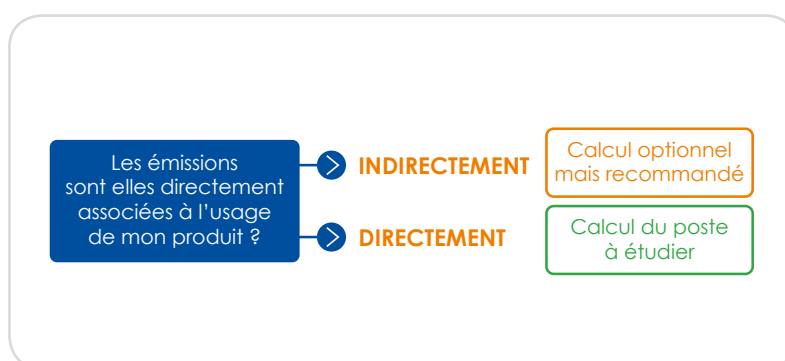 Les émissions
sont elles directement
associées à l'usage
de mon produit ?
INDIRECTEMENT
Calcul optionnel
mais recommandé
DIRECTEMENT
Calcul du poste
à étudier